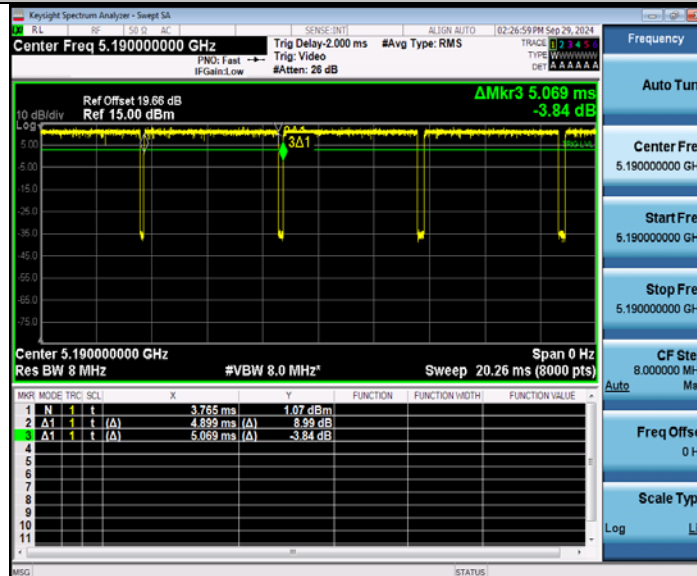 Keysight Spectrum Analyzer - Swept SA
RL RF 50 Ω AC SENSE:INT ALIGN AUTO 02:26:59 PM Sep 29, 2024
Center Freq 5.190000000 GHz
PNO: Fast
IFGain:Low
Trig Delay-2.000 ms
Trig: Video
#Atten: 26 dB
#Avg Type: RMS
TRACE 1 2 3 4 5 6
TYPE WWWWWW
DET A A A A A A
Frequency
Auto Tun
Center Fre
5.190000000 GH
Start Fre
5.190000000 GH
Stop Fre
5.190000000 GH
CF Ste
8.000000 MH
Auto Ma
Freq Offse
0 H
Scale Typ
Log Li
ΔMkr3 5.069 ms
-3.84 dB
Ref Offset 19.66 dB
10 dB/div Ref 15.00 dBm
Log
5.00
-5.00
-15.0
-25.0
-35.0
-45.0
-55.0
-65.0
-75.0
3Δ1
TRIG LVL
Center 5.190000000 GHz Span 0 Hz
Res BW 8 MHz #VBW 8.0 MHz* Sweep 20.26 ms (8000 pts)
MKR MODE TRC SCL X Y FUNCTION FUNCTION WIDTH FUNCTION VALUE
1 N 1 t 3.765 ms 1.07 dBm
2 Δ1 1 t (Δ) 4.899 ms (Δ) 8.99 dB
3 Δ1 1 t (Δ) 5.069 ms (Δ) -3.84 dB
4
5
6
7
8
9
10
11
MSG STATUS